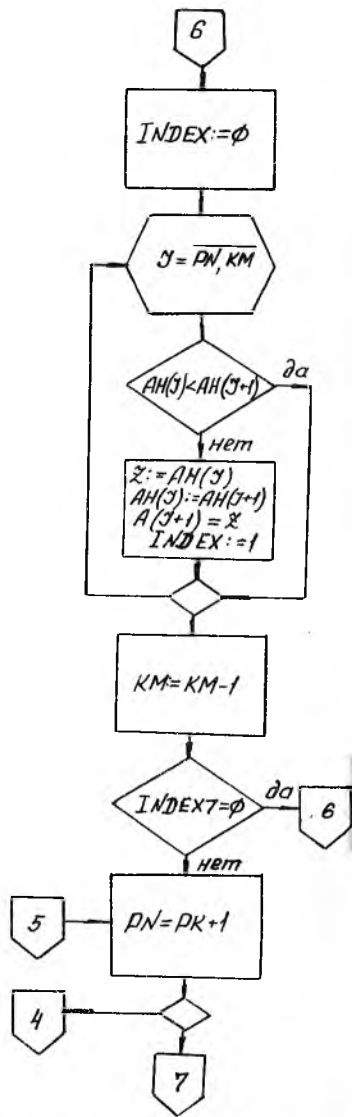 6
INDEX:=φ
J=PN,KM
AH(J)<AH(J+1)
да
нет
Z:=AH(J)
AH(J):=AH(J+1)
A(J+1)=Z
INDEX:=1
KM:=KM-1
INDEX7=φ
да
6
нет
5
PN=PK+1
4
7